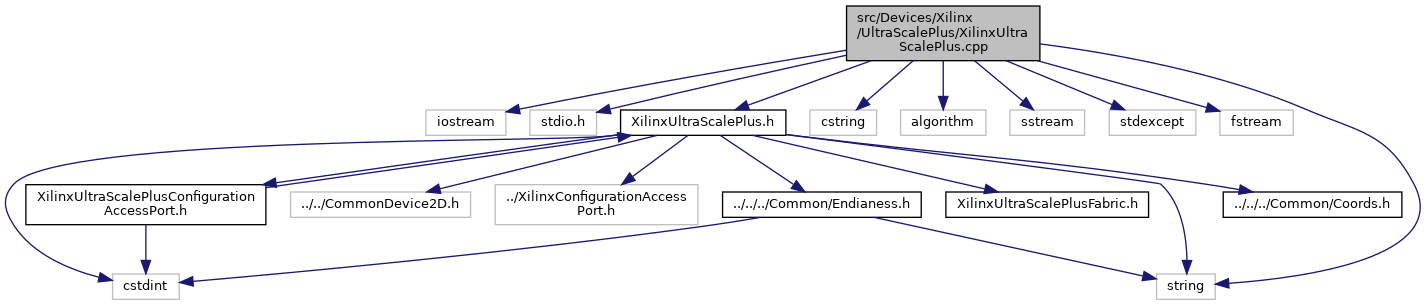 src/Devices/Xilinx
/UltraScalePlus/XilinxUltra
ScalePlus.cpp
iostream
stdio.h
XilinxUltraScalePlus.h
cstring
algorithm
sstream
stdexcept
fstream
XilinxUltraScalePlusConfiguration
AccessPort.h
../../CommonDevice2D.h
../XilinxConfigurationAccess
Port.h
../../../Common/Endianess.h
XilinxUltraScalePlusFabric.h
../../../Common/Coords.h
cstdint
string